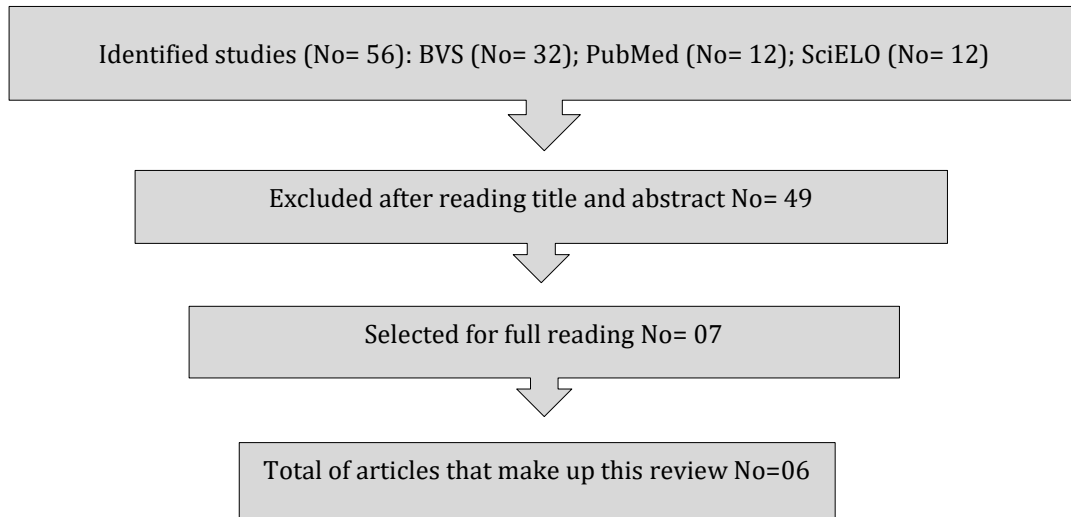 Identified studies (No= 56): BVS (No= 32); PubMed (No= 12); SciELO (No= 12)
Excluded after reading title and abstract No= 49
Selected for full reading No= 07
Total of articles that make up this review No=06